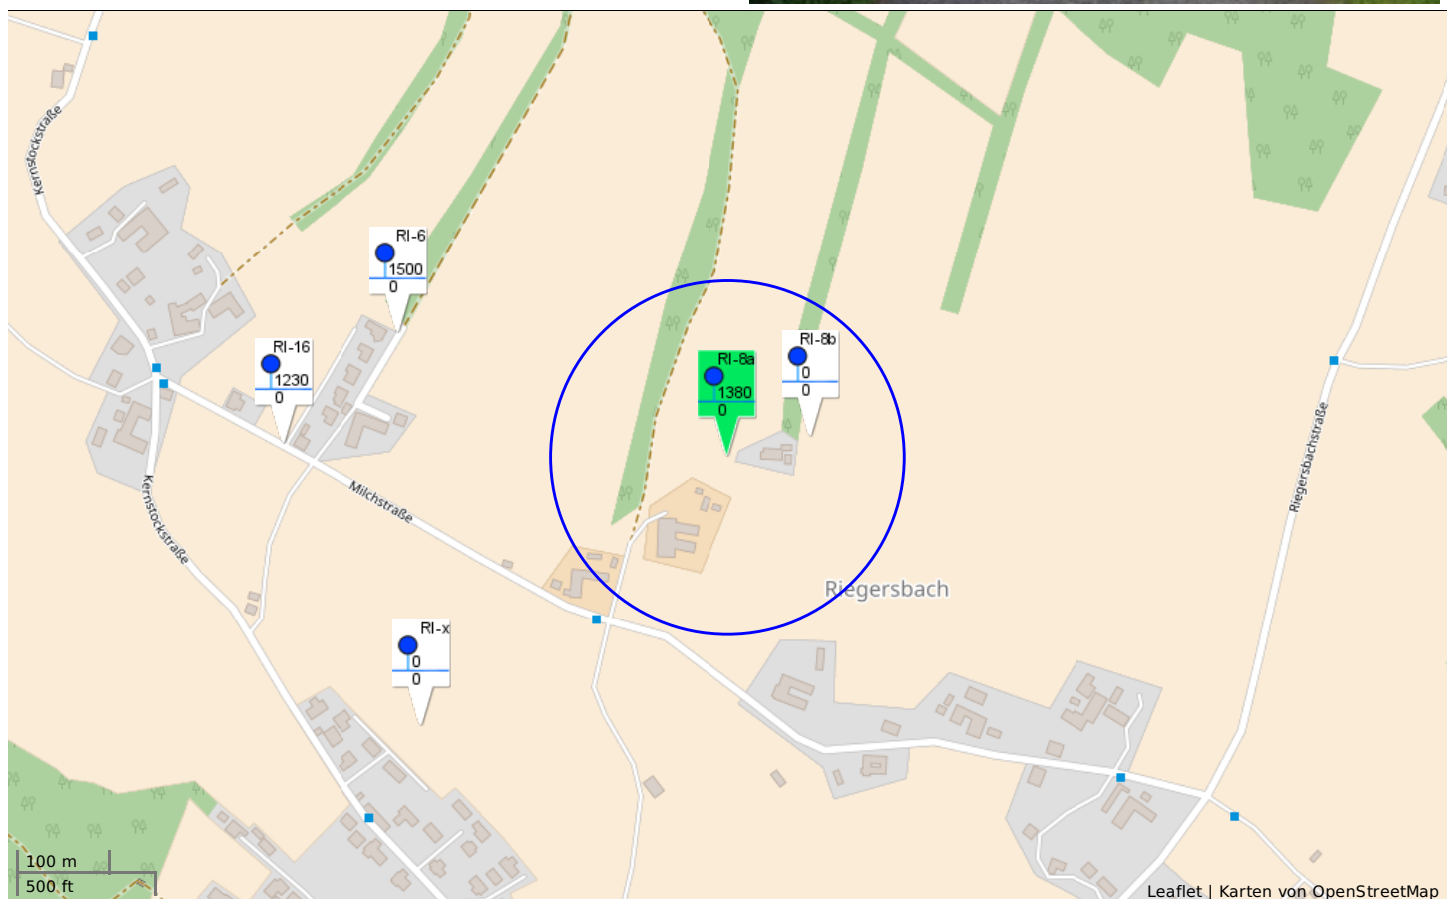 Kernstockstraße
RI-6
1500
0
RI-16
1230
0
RI-8b
0
0
RI-8a
1380
0
Riegersbachstraße
Kernstockstraße
Milchstraße
Riegersbach
RI-x
0
0
100 m
500 ft
Leaflet | Karten von OpenStreetMap